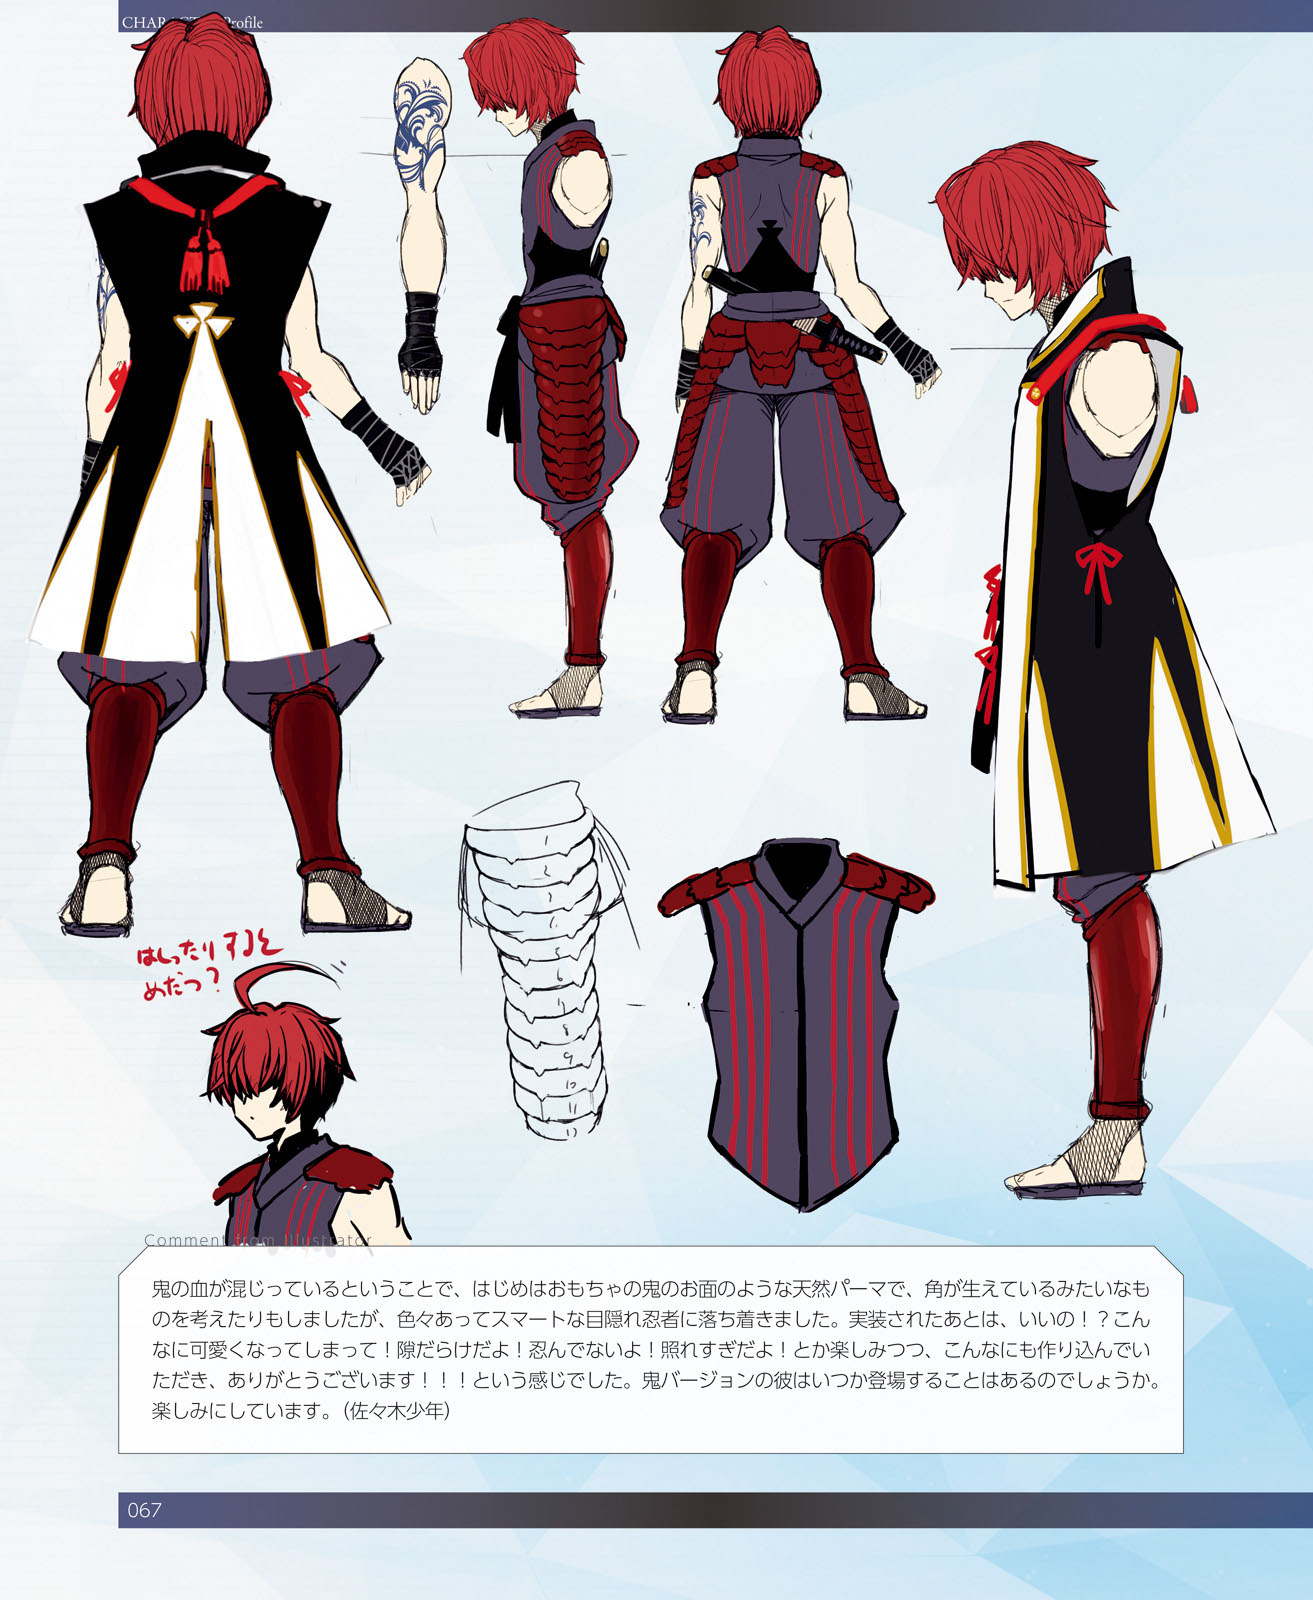 CHARACTER Profile
はしったりすると
めだつ？
1
6
8
9
10
11
Comment from Illustrator
鬼の血が混じっているということで、はじめはおもちゃの鬼のお面のような天然パーマで、角が生えているみたいなも
のを考えたりもしましたが、色々あってスマートな目隠れ忍者に落ち着きました。実装されたあとは、いいの！？こん
なに可愛くなってしまって！隙だらけだよ！忍んでないよ！照れすぎだよ！とか楽しみつつ、こんなにも作り込んでい
ただき、ありがとうございます！！！という感じでした。鬼バージョンの彼はいつか登場することはあるのでしょうか。
楽しみにしています。（佐々木少年）
067